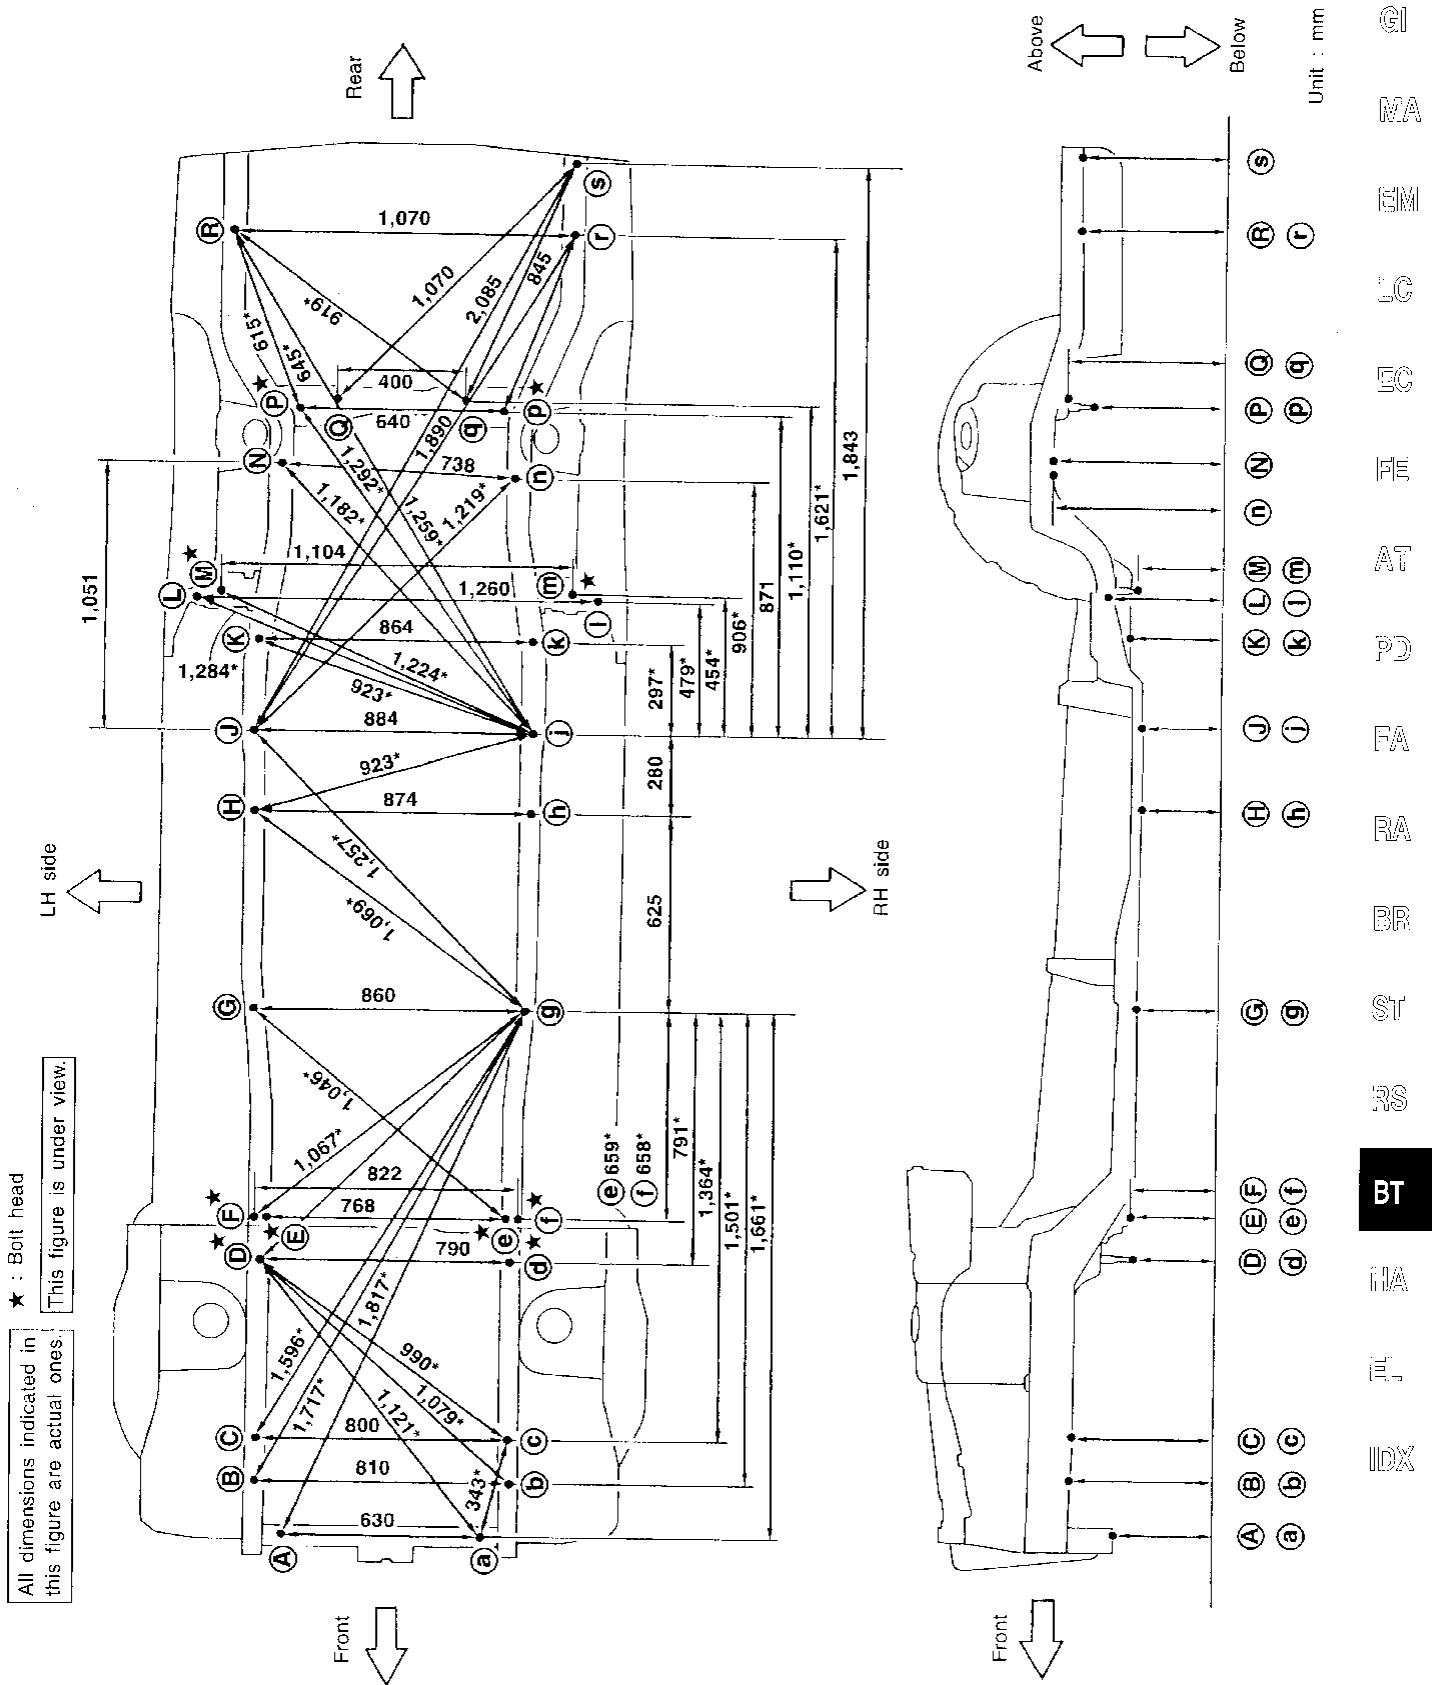 ★ : Bolt head
All dimensions indicated in
this figure are actual ones.
This figure is under view.
LH side
RH side
Front
Rear
R
1,070
r
s
1,070
2,085
845
919*
615*
645*
P
Q
400
640
q
p
1,843
1,051
N
738
n
1,292*
1,890
1,182*
1,259*
1,219*
1,621*
1,110*
871
906*
454*
479*
297*
L
M
1,104
m
1,260
l
K
864
k
1,284*
1,224*
923*
J
884
j
923*
280
H
874
h
1,257*
1,069*
625
G
860
g
1,046*
1,067*
822
F
768
f
E
e
D
790
d
e 659*
f 658*
791*
1,364*
1,501*
1,661*
1,817*
1,596*
1,717*
990*
1,079*
1,121*
C
800
c
B
810
b
343*
A
630
a
Front
Above
Below
Unit : mm
s
R r
Q q
P p
N
n
M m
L l
K k
J j
H h
G g
F f
E e
D d
C c
B b
A a
GI
MA
EM
LC
EC
FE
AT
PD
FA
RA
BR
ST
RS
BT
HA
EL
IDX